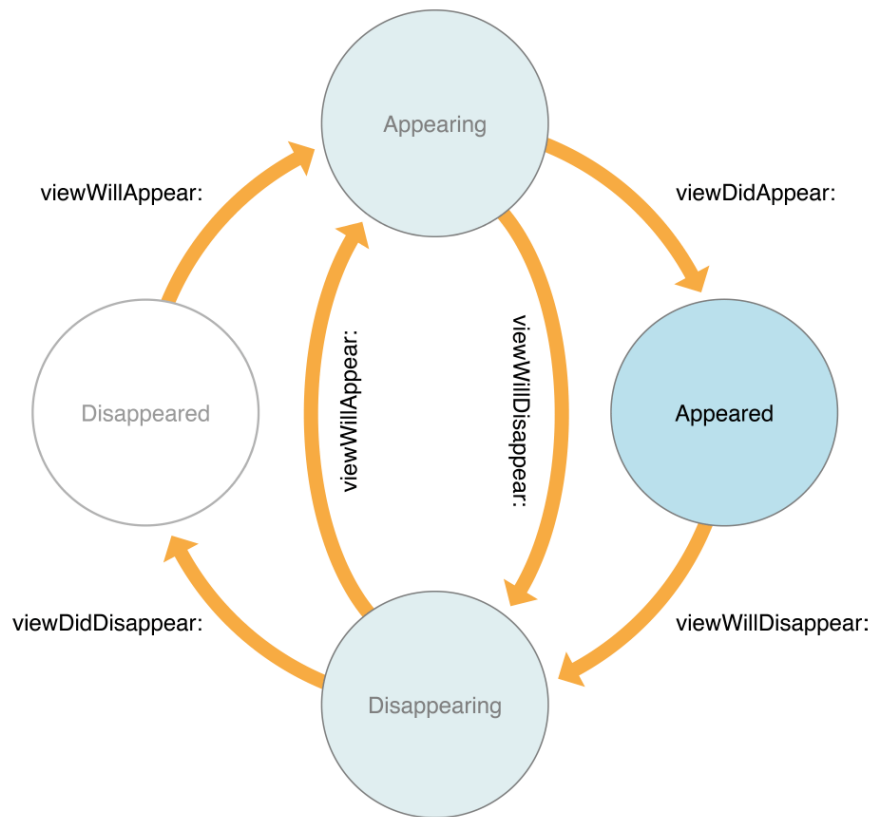 Appearing
viewWillAppear:
viewDidAppear:
viewWillAppear:
viewWillDisappear:
Disappeared
Appeared
viewDidDisappear:
viewWillDisappear:
Disappearing